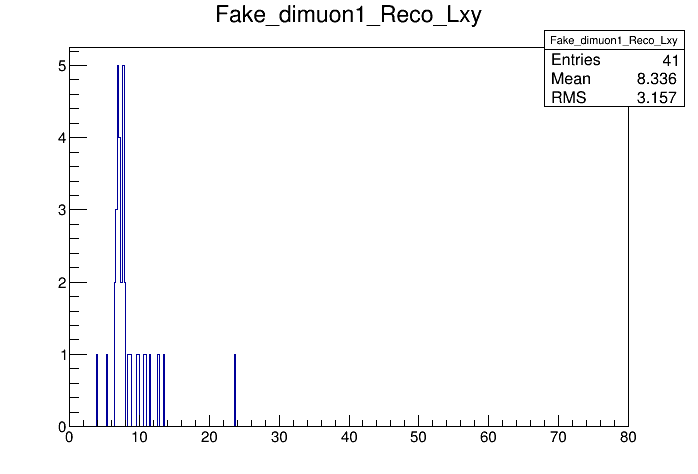 Fake_dimuon1_Reco_Lxy
Fake_dimuon1_Reco_Lxy
Entries 41
Mean 8.336
RMS 3.157
5
4
3
2
1
0
0 10 20 30 40 50 60 70 80